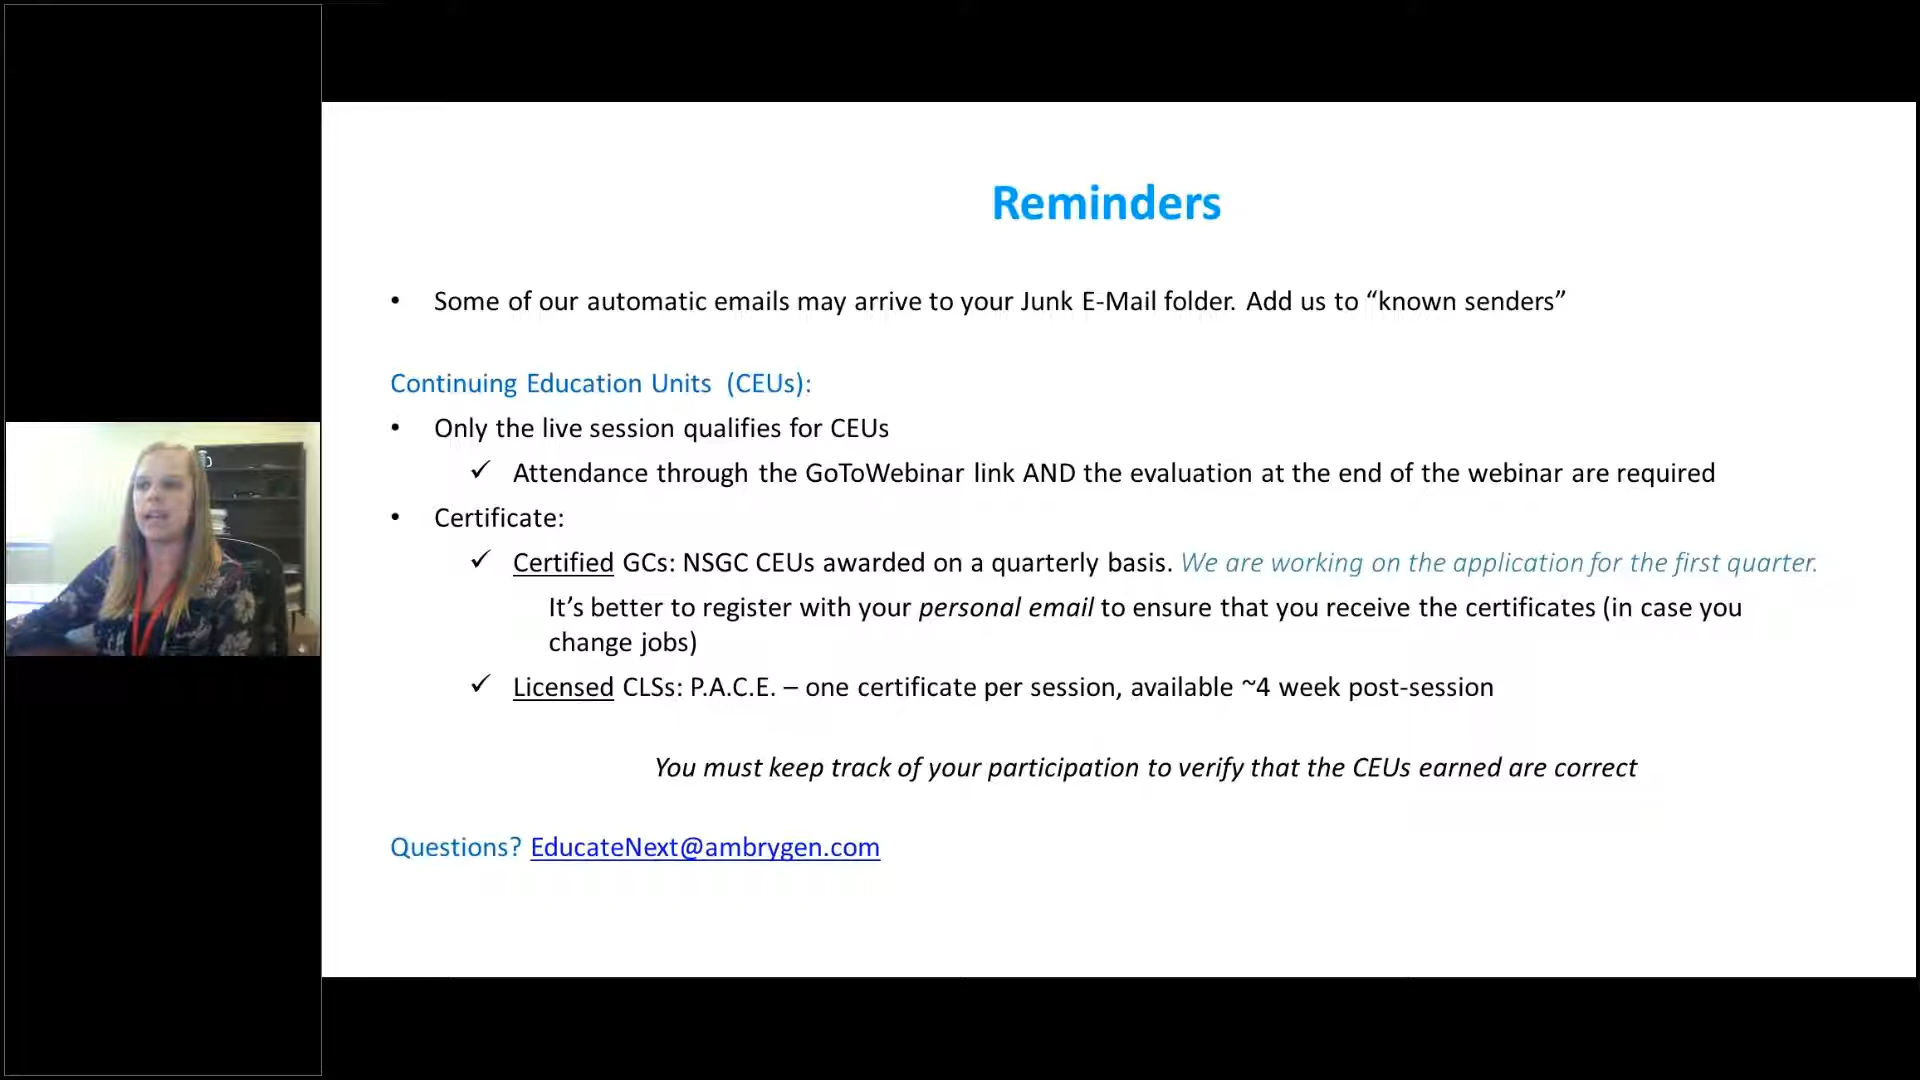 Reminders
• Some of our automatic emails may arrive to your Junk E-Mail folder. Add us to “known senders”
Continuing Education Units (CEUs):
• Only the live session qualifies for CEUs
✓ Attendance through the GoToWebinar link AND the evaluation at the end of the webinar are required
• Certificate:
✓ Certified GCs: NSGC CEUs awarded on a quarterly basis. We are working on the application for the first quarter.
It’s better to register with your personal email to ensure that you receive the certificates (in case you
change jobs)
✓ Licensed CLSs: P.A.C.E. – one certificate per session, available ~4 week post-session
You must keep track of your participation to verify that the CEUs earned are correct
Questions? EducateNext@ambrygen.com